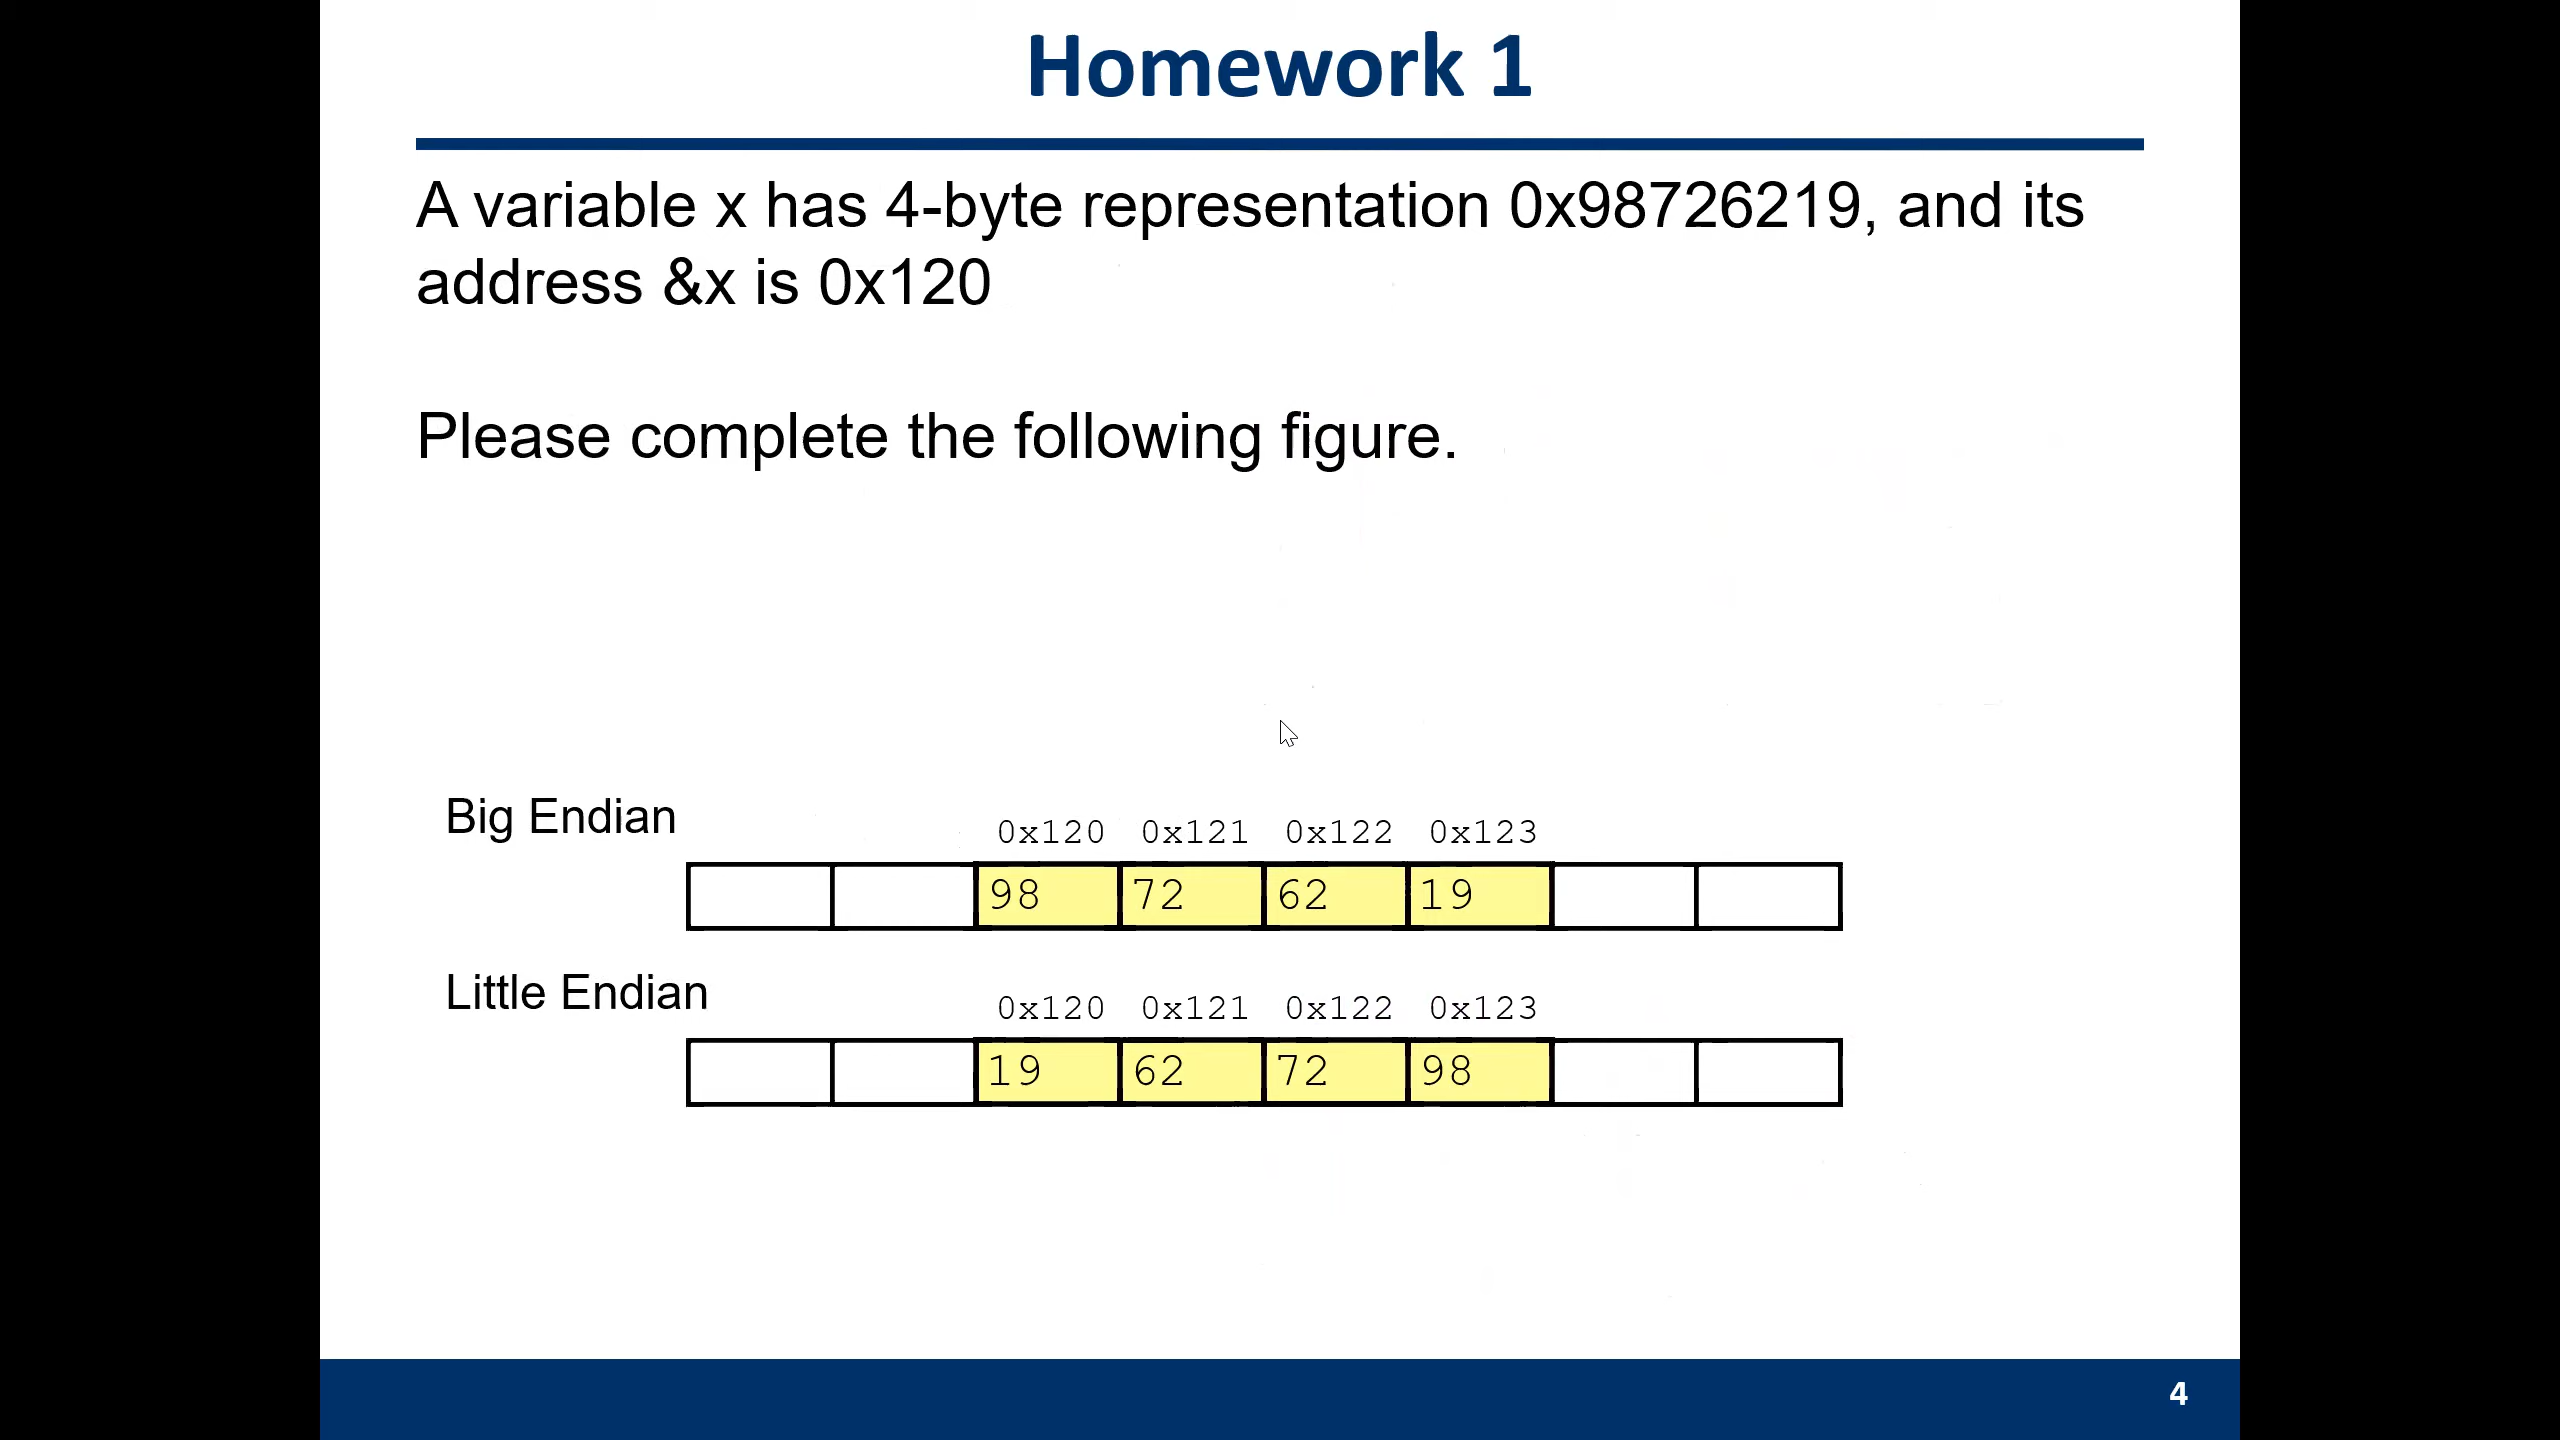 Homework 1
A variable x has 4-byte representation 0x98726219, and its
address &x is 0x120
Please complete the following figure.
Big Endian
0x120 0x121 0x122 0x123
98 72 62 19
Little Endian
0x120 0x121 0x122 0x123
19 62 72 98
4